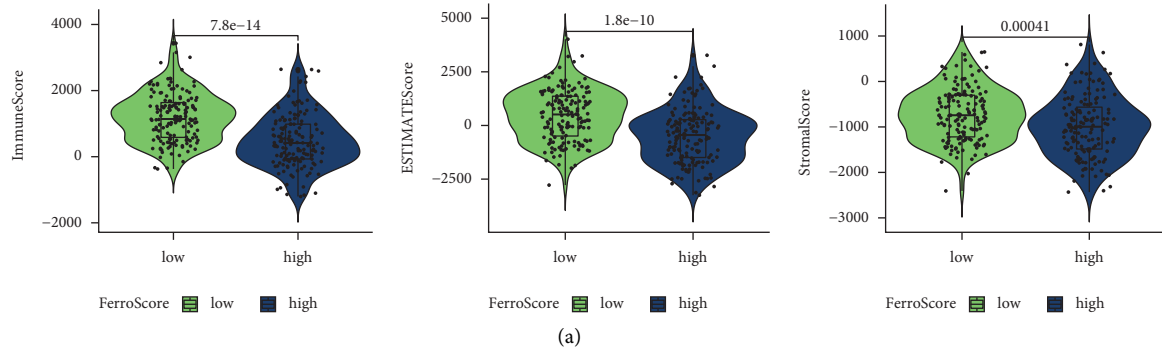 ImmuneScore
4000
2000
0
−2000
7.8e−14
low
high
FerroScore
low
high
ESTIMATEScore
5000
2500
0
−2500
1.8e−10
low
high
FerroScore
low
high
StromalScore
1000
0
−1000
−2000
−3000
0.00041
low
high
FerroScore
low
high
(a)